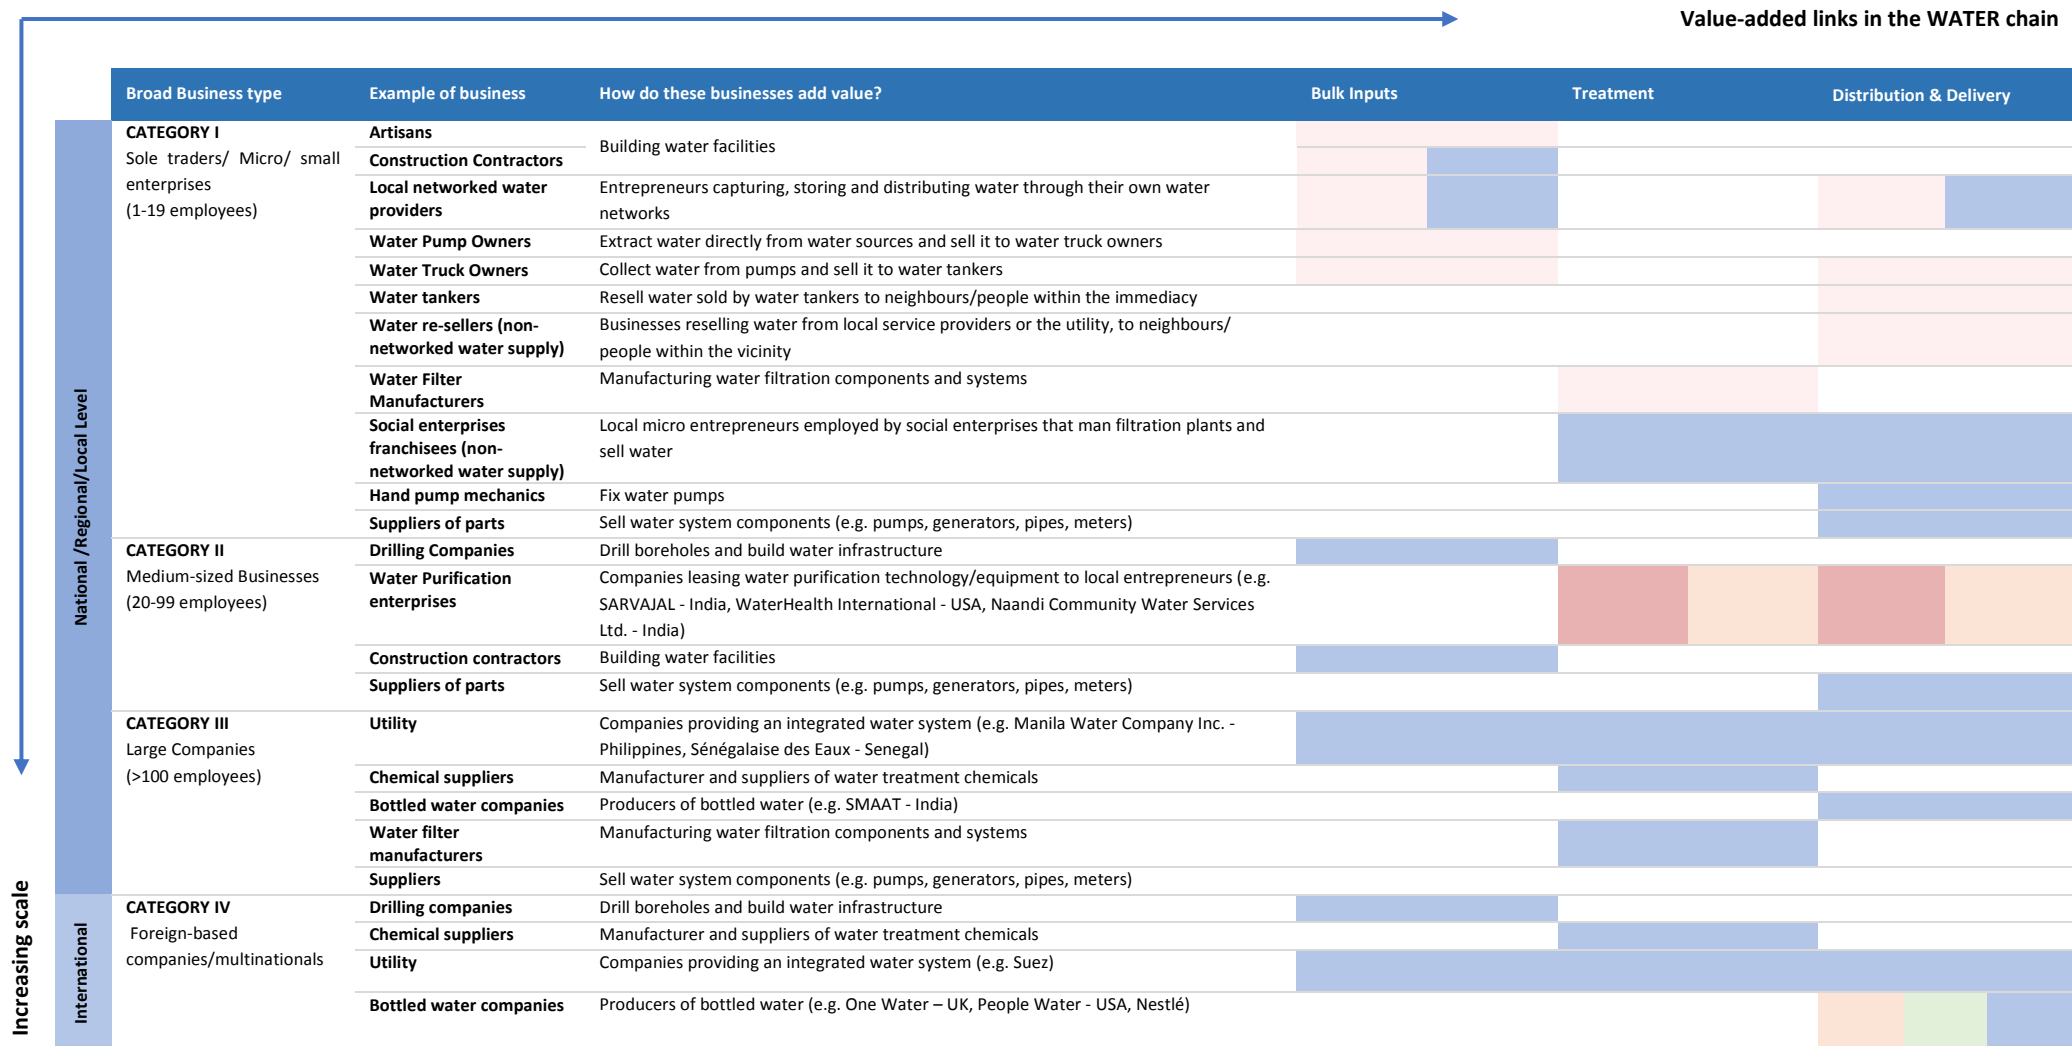 Value-added links in the WATER chain
Broad Business type
Example of business
How do these businesses add value?
Bulk Inputs
Treatment
Distribution & Delivery
National /Regional/Local Level
CATEGORY I
Sole traders/ Micro/ small
enterprises
(1-19 employees)
Artisans
Building water facilities
Construction Contractors
Local networked water
providers
Entrepreneurs capturing, storing and distributing water through their own water
networks
Water Pump Owners
Extract water directly from water sources and sell it to water truck owners
Water Truck Owners
Collect water from pumps and sell it to water tankers
Water tankers
Resell water sold by water tankers to neighbours/people within the immediacy
Water re-sellers (non-
networked water supply)
Businesses reselling water from local service providers or the utility, to neighbours/
people within the vicinity
Water Filter
Manufacturers
Manufacturing water filtration components and systems
Social enterprises
franchisees (non-
networked water supply)
Local micro entrepreneurs employed by social enterprises that man filtration plants and
sell water
Hand pump mechanics
Fix water pumps
Suppliers of parts
Sell water system components (e.g. pumps, generators, pipes, meters)
CATEGORY II
Medium-sized Businesses
(20-99 employees)
Drilling Companies
Drill boreholes and build water infrastructure
Water Purification
enterprises
Companies leasing water purification technology/equipment to local entrepreneurs (e.g.
SARVAJAL - India, WaterHealth International - USA, Naandi Community Water Services
Ltd. - India)
Construction contractors
Building water facilities
Suppliers of parts
Sell water system components (e.g. pumps, generators, pipes, meters)
CATEGORY III
Large Companies
(>100 employees)
Utility
Companies providing an integrated water system (e.g. Manila Water Company Inc. -
Philippines, Sénégalaise des Eaux - Senegal)
Chemical suppliers
Manufacturer and suppliers of water treatment chemicals
Bottled water companies
Producers of bottled water (e.g. SMAAT - India)
Water filter
manufacturers
Manufacturing water filtration components and systems
Suppliers
Sell water system components (e.g. pumps, generators, pipes, meters)
Increasing scale
International
CATEGORY IV
Foreign-based
companies/multinationals
Drilling companies
Drill boreholes and build water infrastructure
Chemical suppliers
Manufacturer and suppliers of water treatment chemicals
Utility
Companies providing an integrated water system (e.g. Suez)
Bottled water companies
Producers of bottled water (e.g. One Water – UK, People Water - USA, Nestlé)